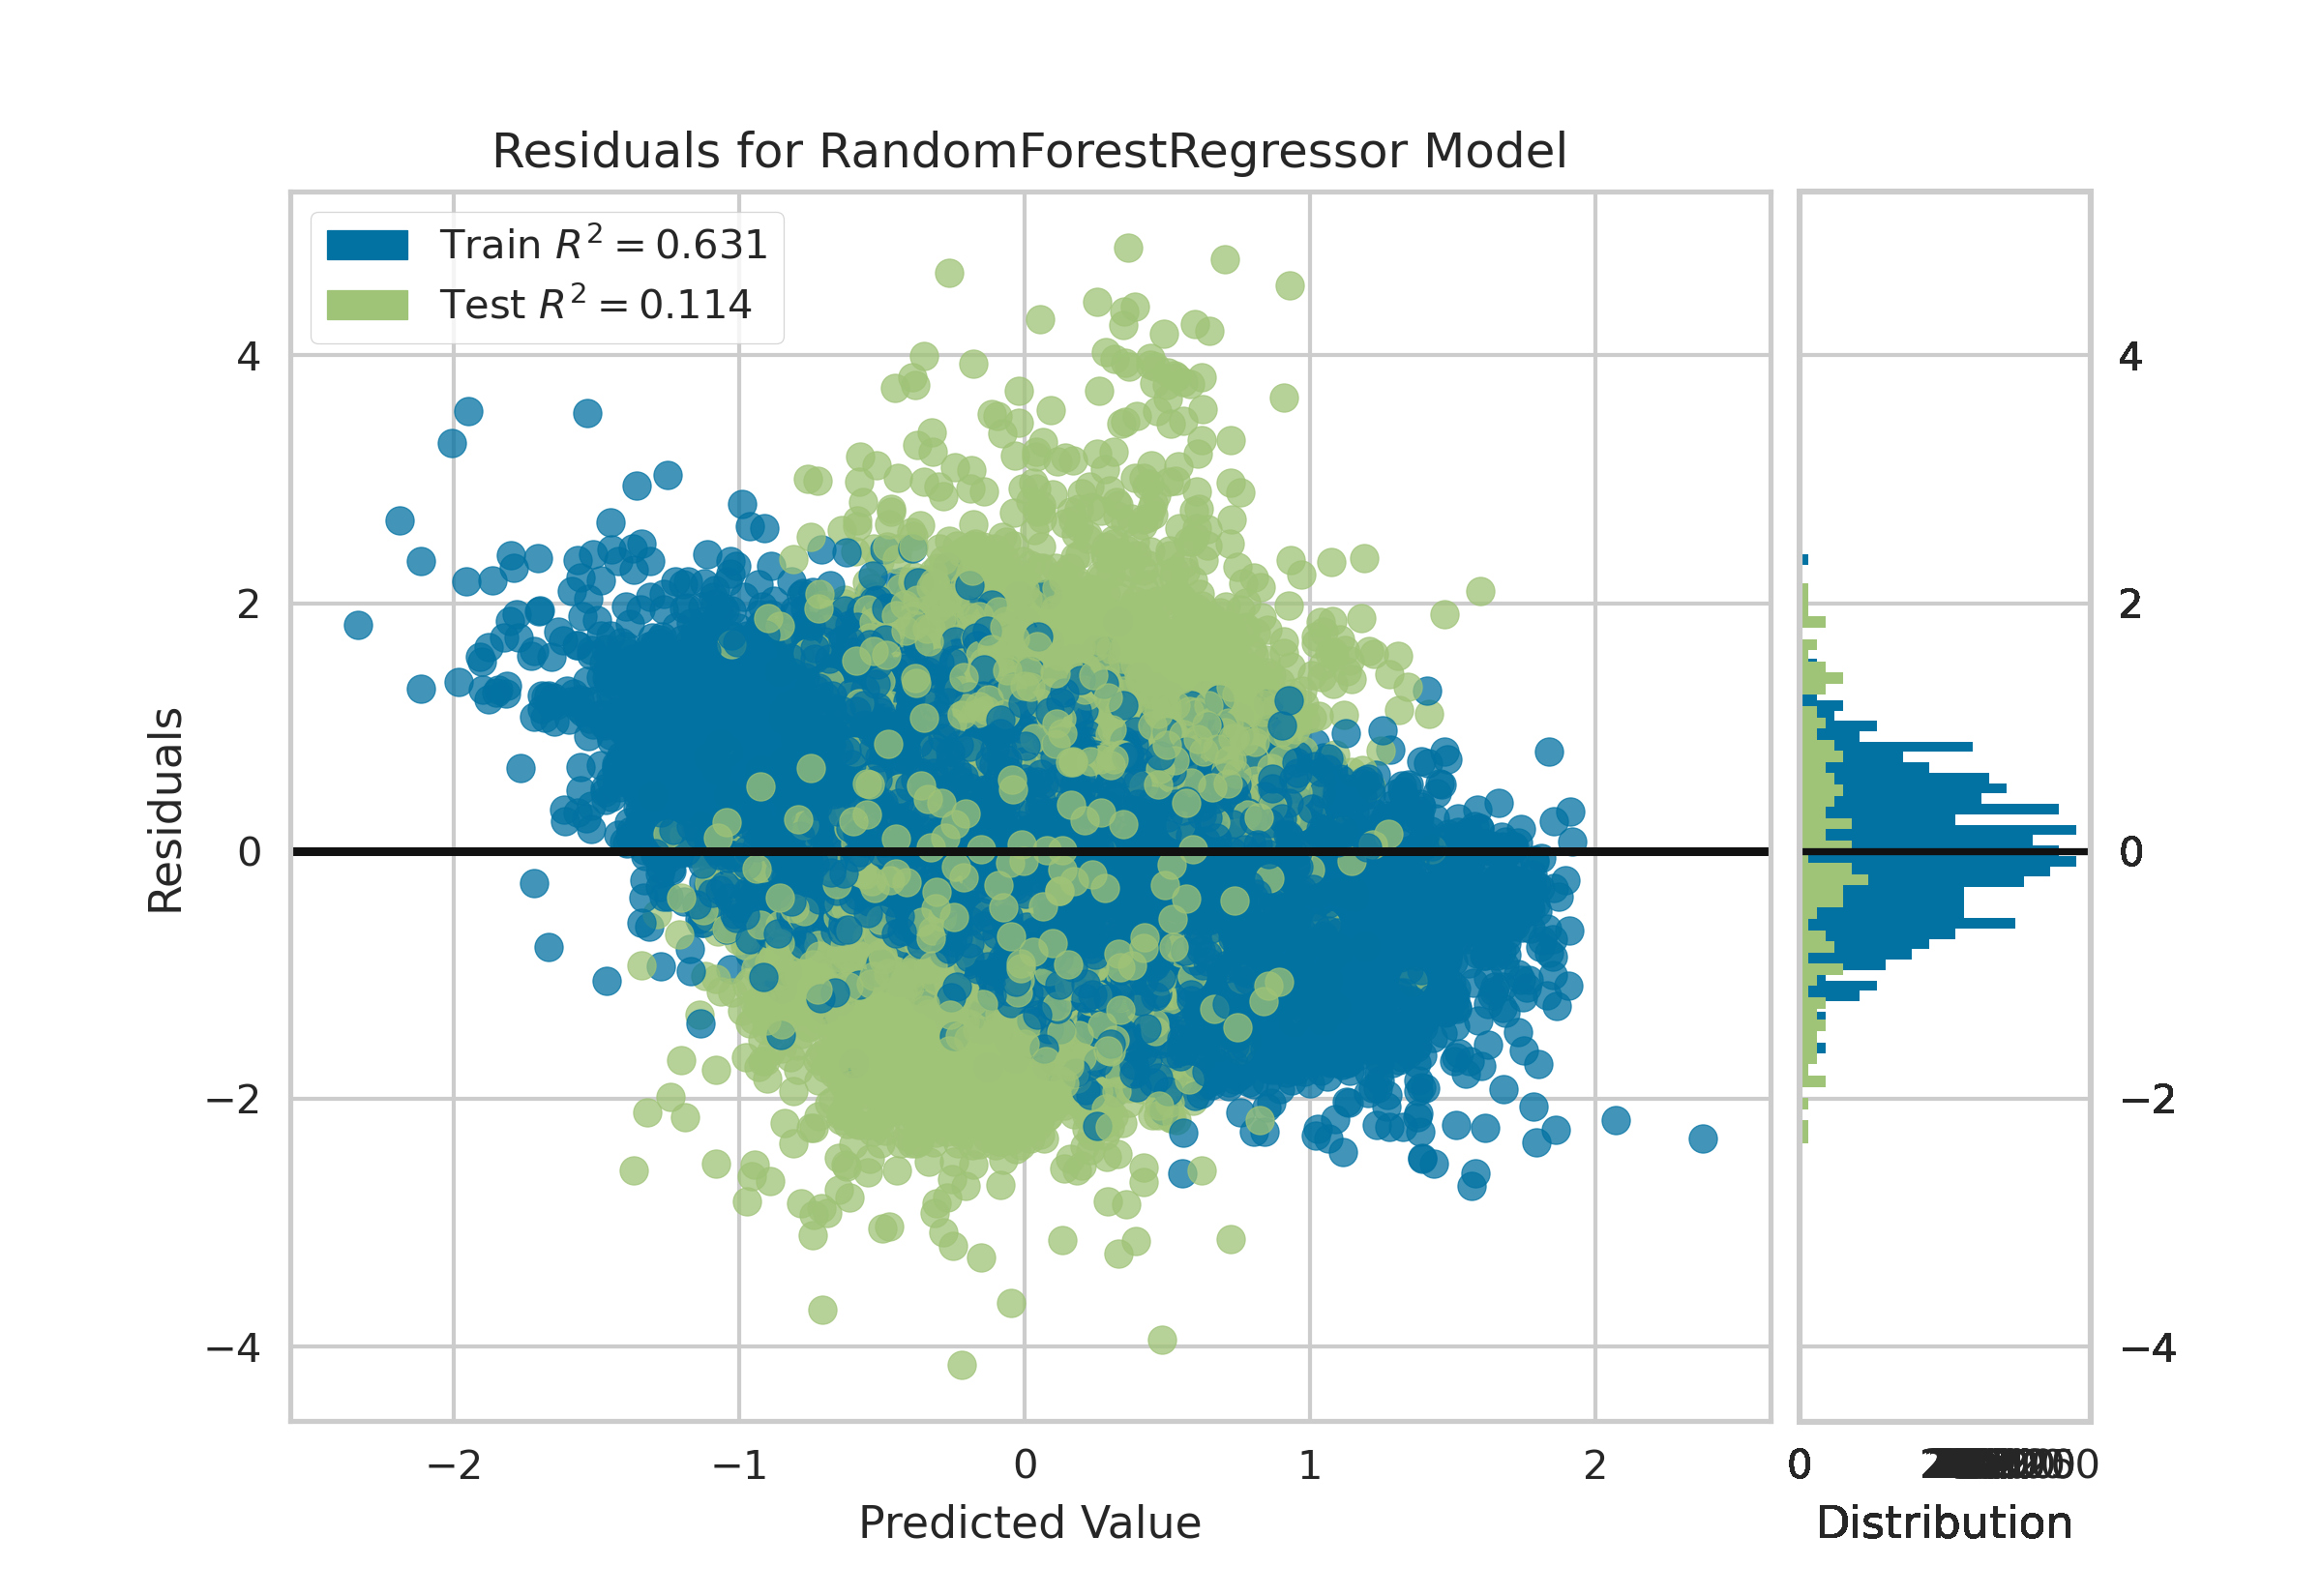 Residuals for RandomForestRegressor Model
Train R² = 0.631
Test R² = 0.114
4
2
0
−2
−4
Residuals
−2
−1
0
1
2
Predicted Value
4
2
0
−2
−4
0
Distribution